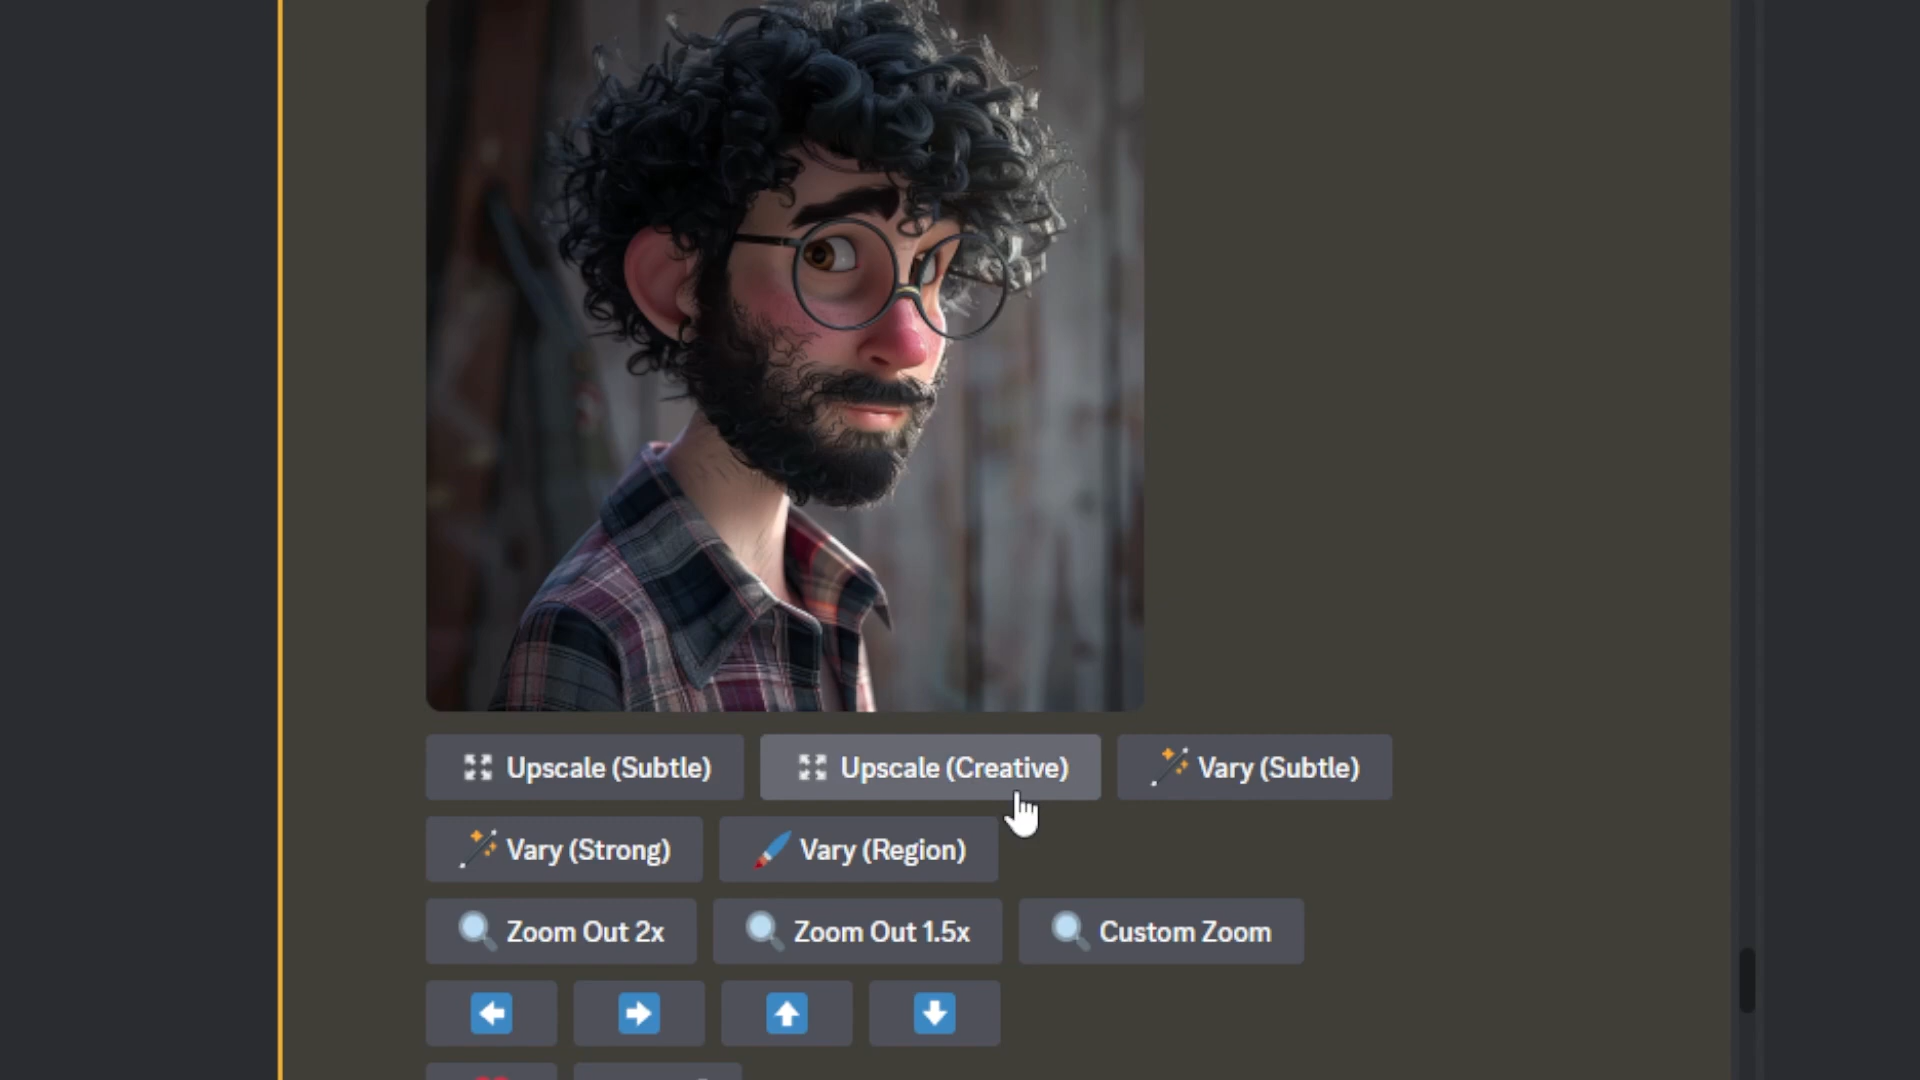 Upscale (Subtle) Upscale (Creative) Vary (Subtle)
Vary (Strong) Vary (Region)
Zoom Out 2x Zoom Out 1.5x Custom Zoom